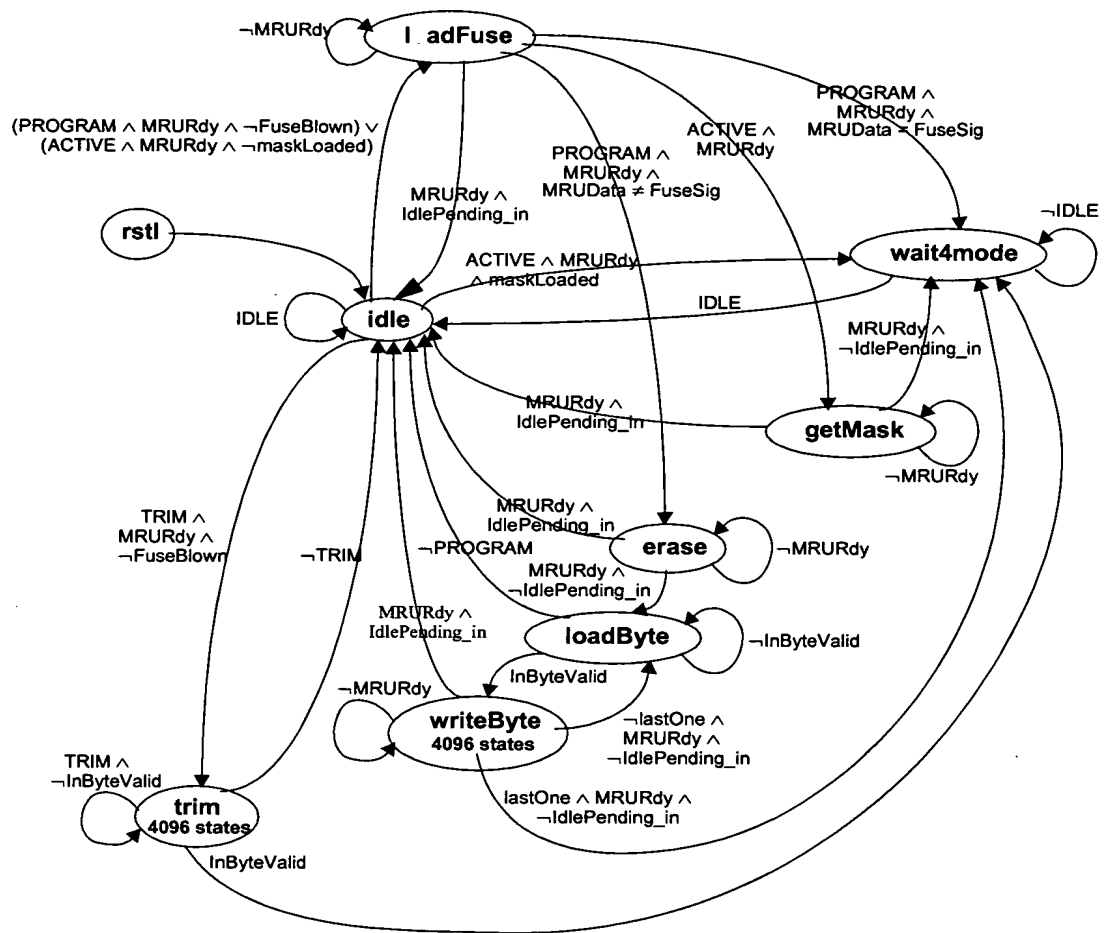 ¬MRURdy
l adFuse
(PROGRAM ∧ MRURdy ∧ ¬FuseBlown) ∨
(ACTIVE ∧ MRURdy ∧ ¬maskLoaded)
PROGRAM ∧
MRURdy ∧
MRUData = FuseSig
ACTIVE ∧
MRURdy
PROGRAM ∧
MRURdy ∧
MRUData ≠ FuseSig
MRURdy ∧
IdlePending_in
rstl
¬IDLE
wait4mode
ACTIVE ∧ MRURdy
∧ maskLoaded
IDLE
IDLE
idle
MRURdy ∧
¬IdlePending_in
MRURdy ∧
IdlePending_in
getMask
¬MRURdy
MRURdy ∧
IdlePending_in
TRIM ∧
MRURdy ∧
¬FuseBlown
¬TRIM
¬PROGRAM
erase
¬MRURdy
MRURdy ∧
¬IdlePending_in
MRURdy ∧
IdlePending_in
loadByte
¬InByteValid
InByteValid
¬MRURdy
writeByte
4096 states
¬lastOne ∧
MRURdy ∧
¬IdlePending_in
TRIM ∧
¬InByteValid
trim
4096 states
lastOne ∧ MRURdy ∧
¬IdlePending_in
InByteValid